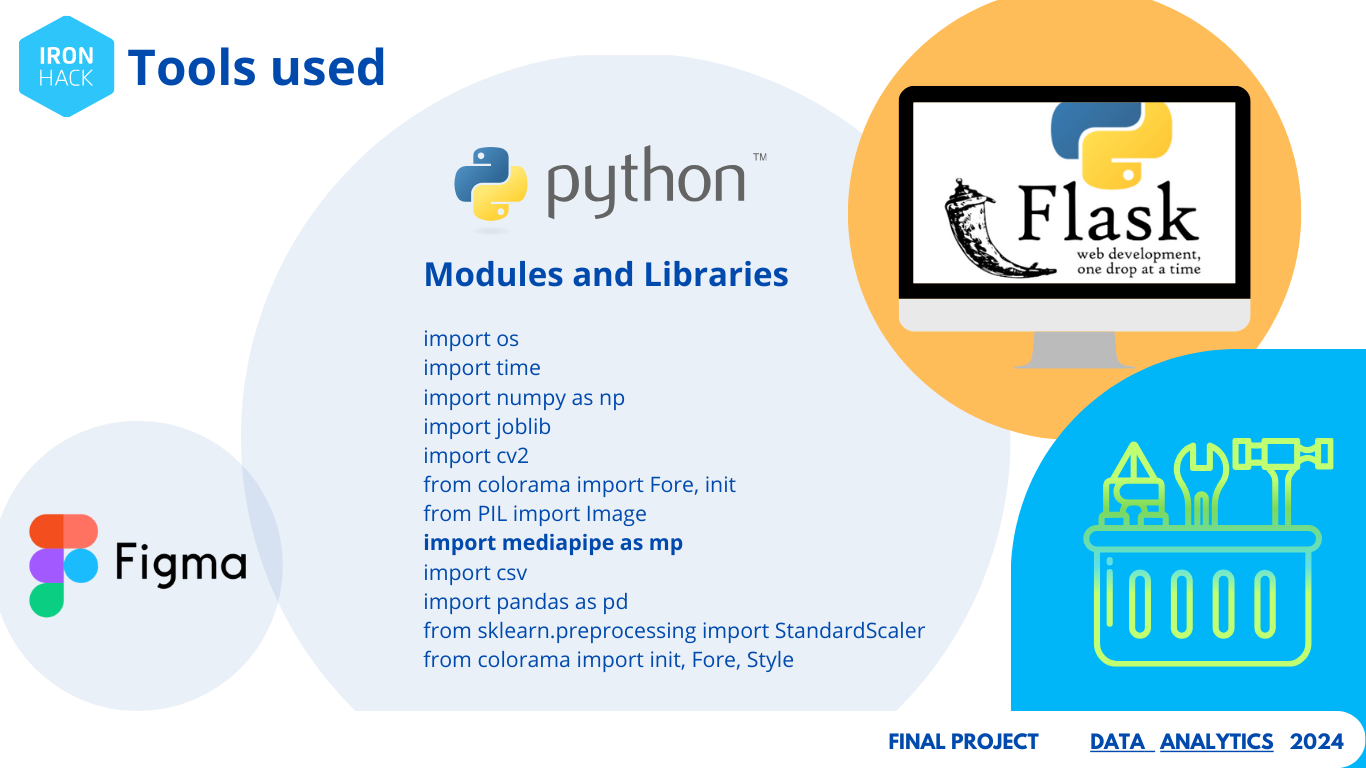 IRON
HACK
Tools used
python™
Flask
web development,
one drop at a time
Modules and Libraries
import os
import time
import numpy as np
import joblib
import cv2
from colorama import Fore, init
from PIL import Image
import mediapipe as mp
import csv
import pandas as pd
from sklearn.preprocessing import StandardScaler
from colorama import init, Fore, Style
Figma
FINAL PROJECT DATA_ ANALYTICS 2024